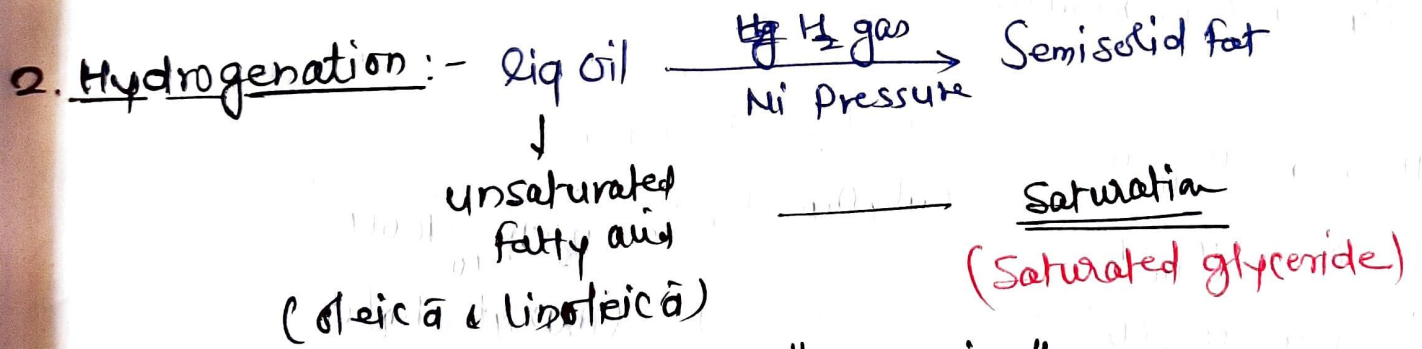 2. Hydrogenation :- liq oil H2 gas Semisolid fat
Ni Pressure
↓
unsaturated Saturation
fatty acid (Saturated glyceride)
(oleic ā & linoleic ā)